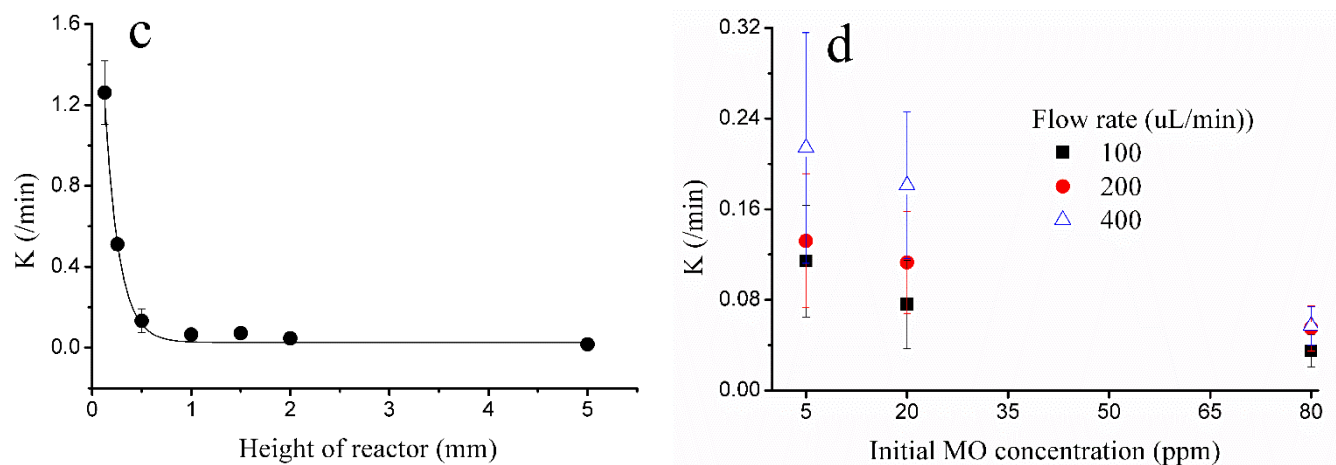 c
K (/min)
1.6
1.2
0.8
0.4
0.0
0 1 2 3 4 5
Height of reactor (mm)
d
K (/min)
0.32
0.24
0.16
0.08
0.00
Flow rate (uL/min))
100
200
400
5 20 35 50 65 80
Initial MO concentration (ppm)